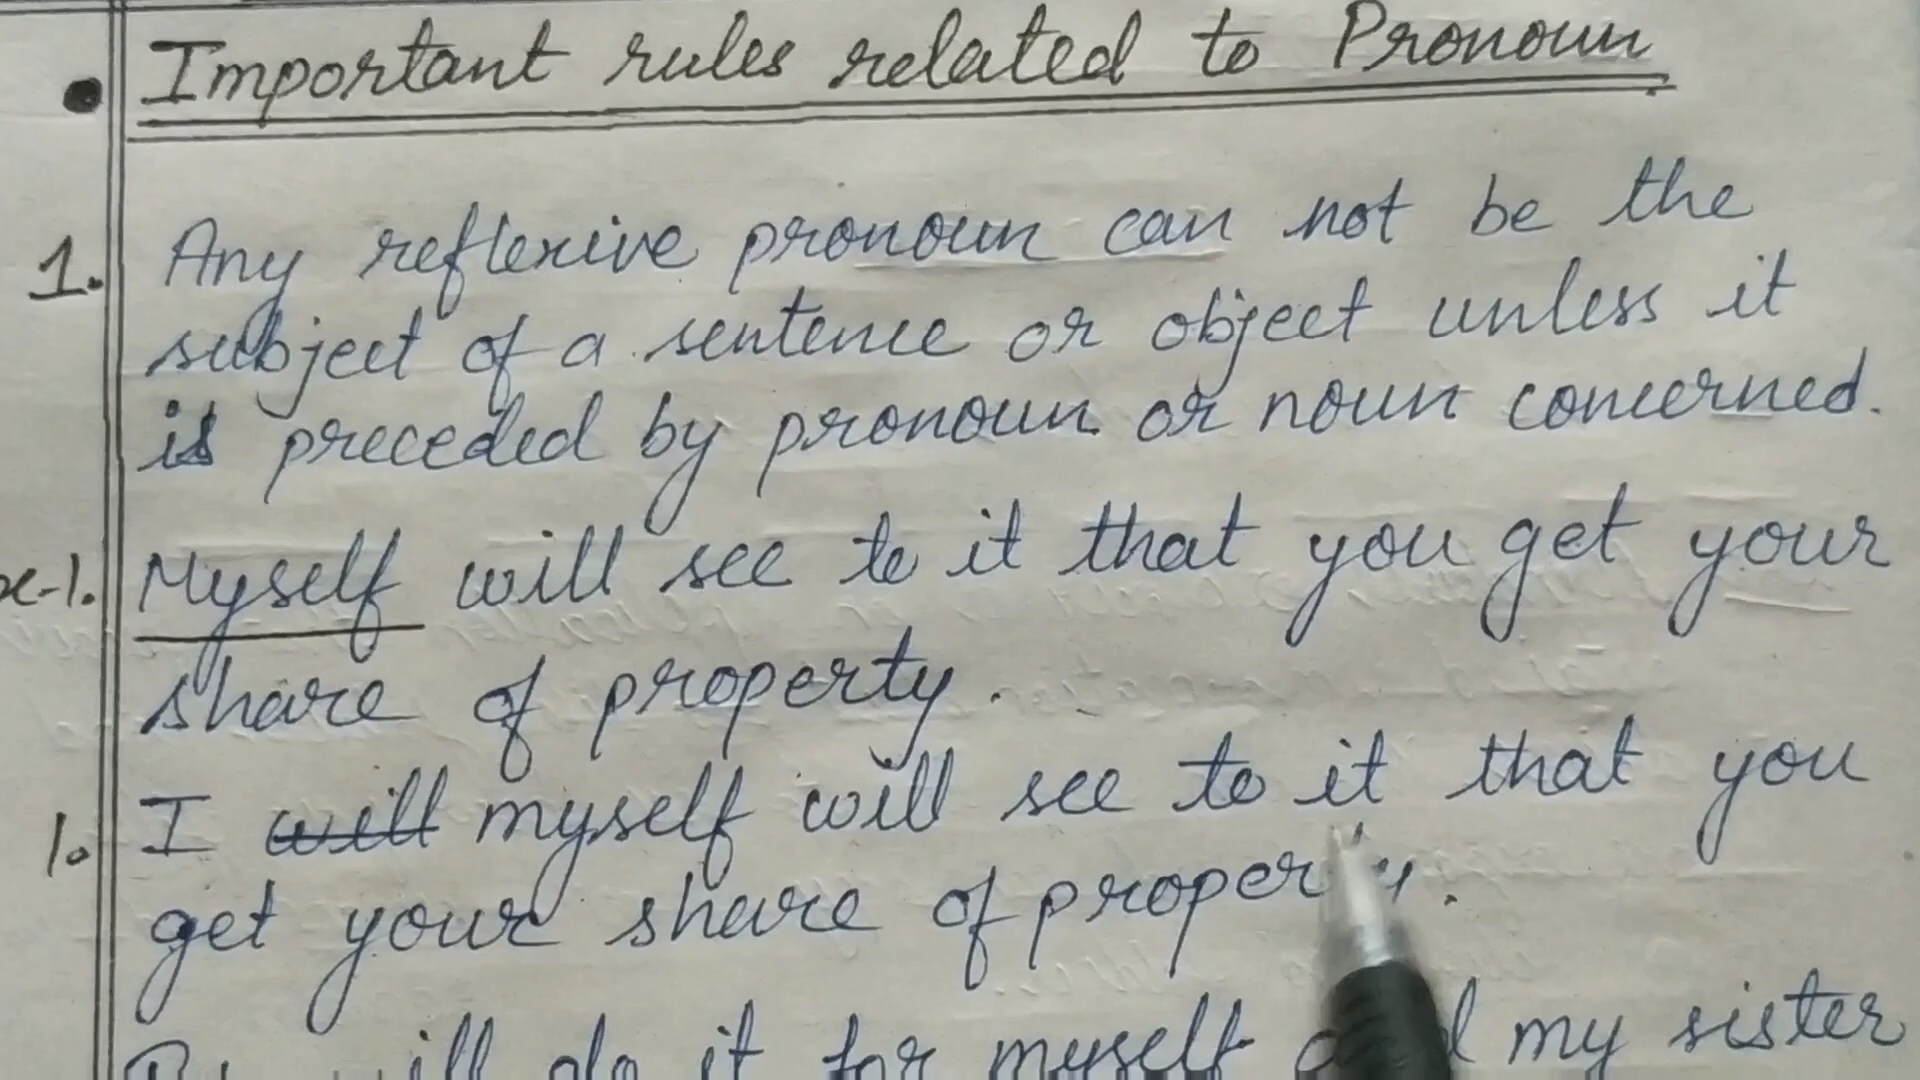 Important rules related to Pronoun
1. Any reflexive pronoun can not be the
subject of a sentence or object unless it
is preceded by pronoun or noun concerned.
x-1. Myself will see to it that you get your
share of property.
1. I will myself will see to it that you
get your share of property.
will do it for myself and my sister